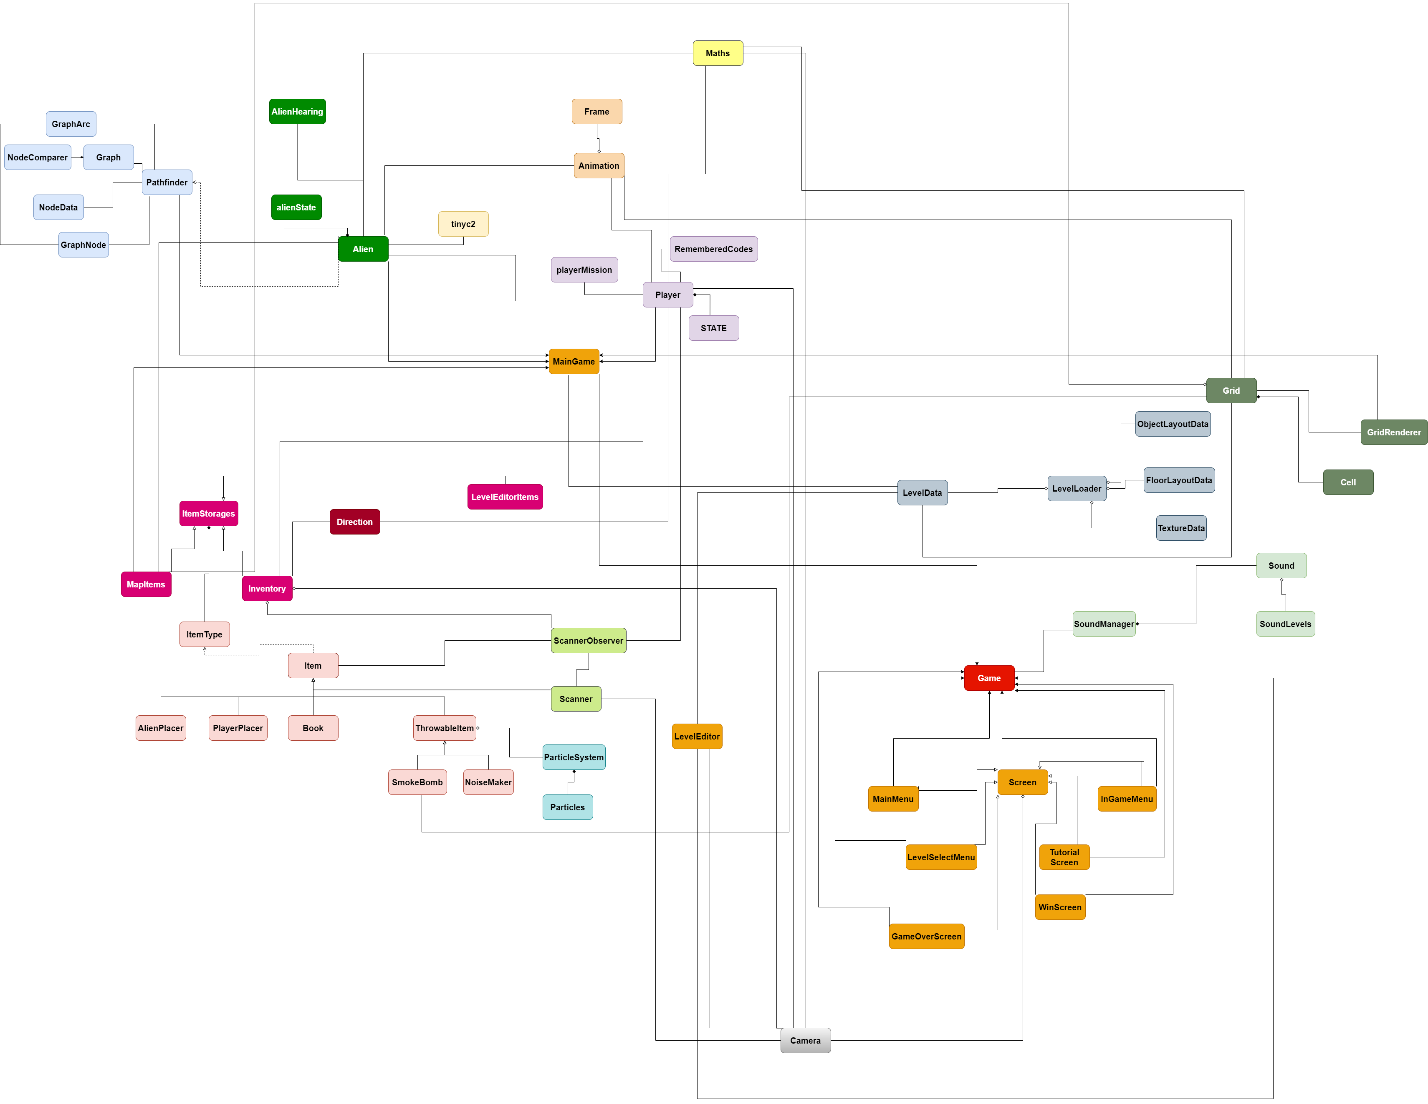 Maths
AlienHearing
Frame
GraphArc
NodeComparer
Graph
Animation
Pathfinder
NodeData
alienState
tinyc2
GraphNode
Alien
RememberedCodes
playerMission
Player
STATE
MainGame
Grid
ObjectLayoutData
GridRenderer
FloorLayoutData
Cell
LevelEditorItems
LevelData
LevelLoader
ItemStorages
Direction
TextureData
Sound
MapItems
Inventory
SoundManager
SoundLevels
ItemType
ScannerObserver
Item
Game
Scanner
AlienPlacer
PlayerPlacer
Book
ThrowableItem
LevelEditor
ParticleSystem
SmokeBomb
NoiseMaker
Screen
MainMenu
InGameMenu
Particles
LevelSelectMenu
Tutorial
Screen
WinScreen
GameOverScreen
Camera